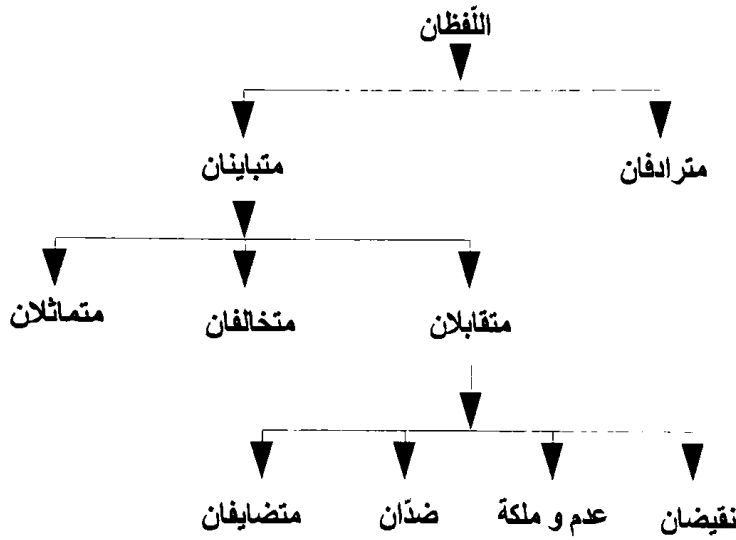 اللّفظان
مترادفان متباينان
متقابلان متخالفان متماثلان
نقيضان عدم و ملكة ضدّان متضايفان